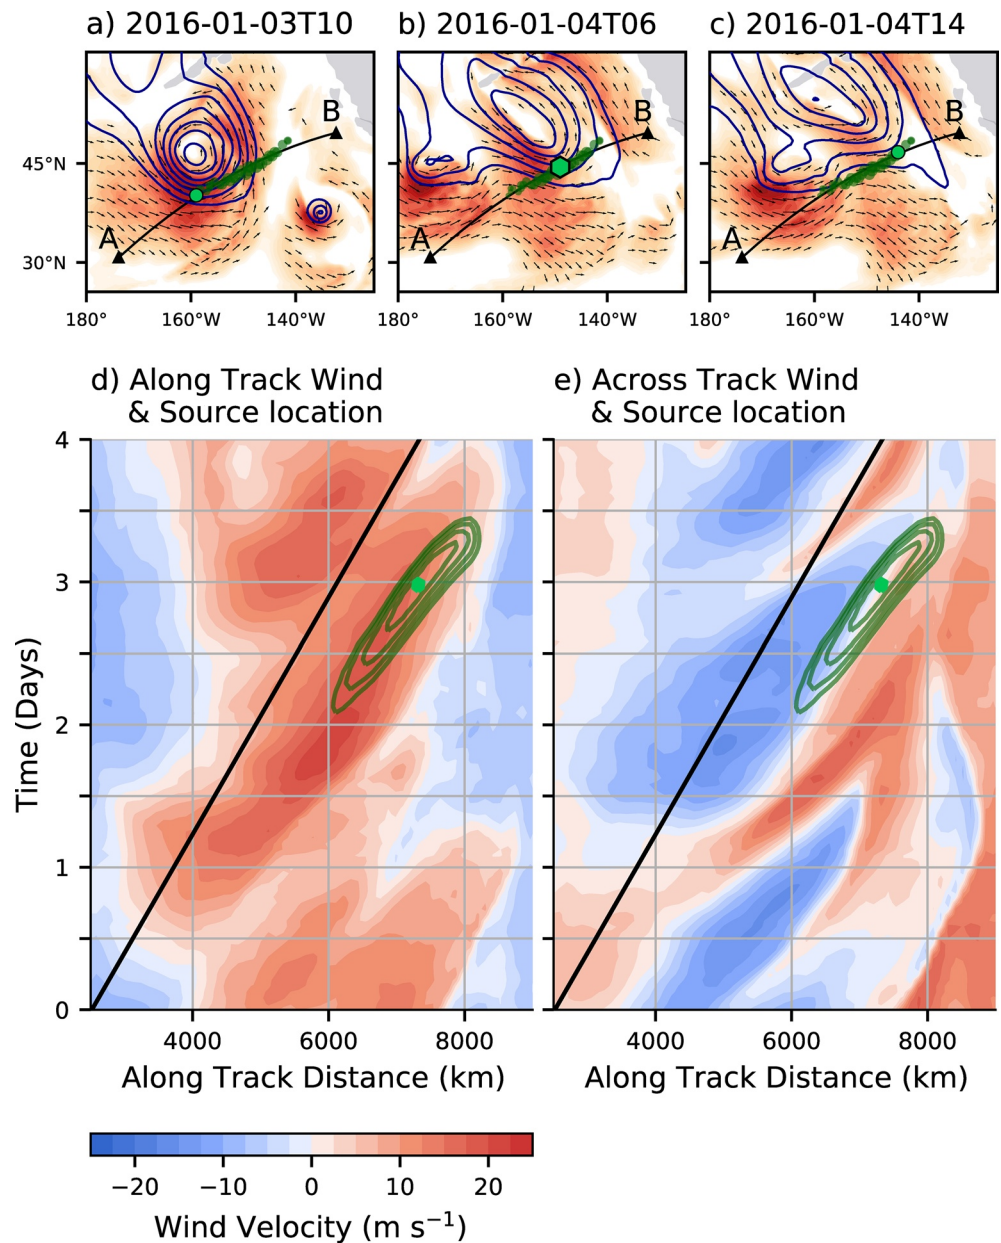 a) 2016-01-03T10
b) 2016-01-04T06
c) 2016-01-04T14
45°N
30°N
A
B
A
B
A
B
180°
160°W
140°W
180°
160°W
140°W
180°
160°W
140°W
d) Along Track Wind
& Source location
e) Across Track Wind
& Source location
Time (Days)
4
3
2
1
0
4000
6000
8000
4000
6000
8000
Along Track Distance (km)
Along Track Distance (km)
−20
−10
0
10
20
Wind Velocity (m s⁻¹)